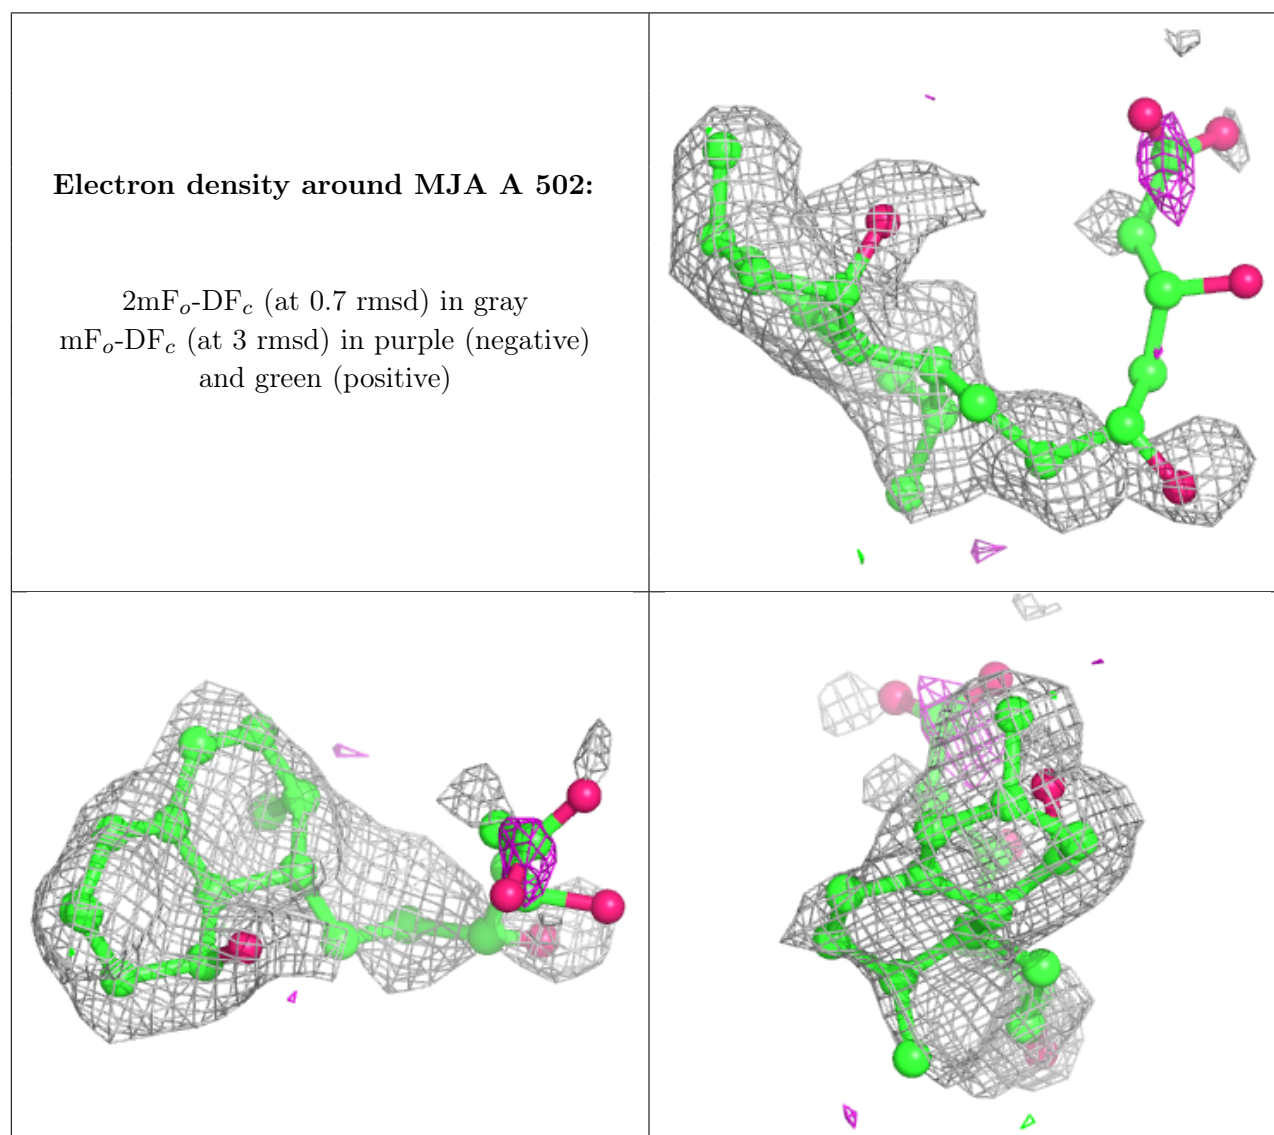 Electron density around MJA A 502:
2mFo-DFc (at 0.7 rmsd) in gray
mFo-DFc (at 3 rmsd) in purple (negative)
and green (positive)